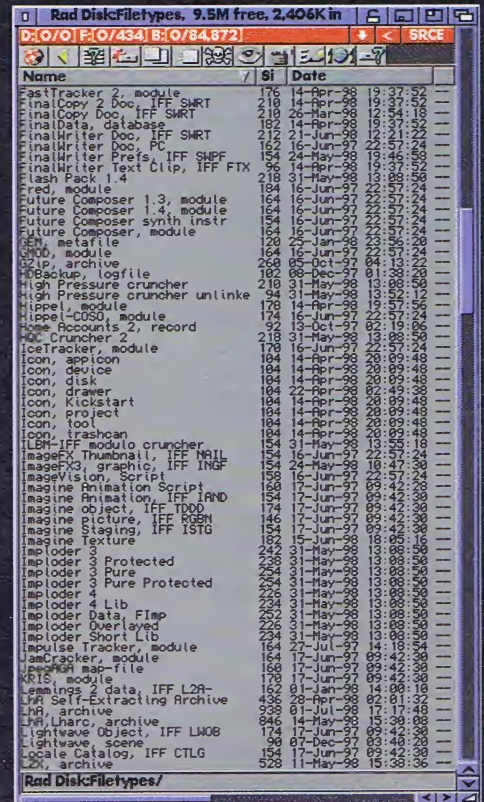 Rad Disk:Filetypes, 9.5M free, 2,406K in
D:[0/0] F:[0/434] B:[0/84,872] < SRCE
Name Si Date
FastTracker 2, module 176 14-Apr-98 19:37:52 --
FinalCopy 2 Doc, IFF SWRT 210 14-Apr-98 19:37:52 --
FinalCopy Doc, IFF SWRT 210 26-Mar-98 12:54:18 --
FinalData, database 182 14-Apr-98 19:37:52 --
FinalWriter Doc, IFF SWRT 212 21-Jun-98 12:21:22 --
FinalWriter Doc, PC 162 16-Jun-97 22:57:24 --
FinalWriter Prefs, IFF SWPF 154 24-May-98 19:46:58 --
FinalWriter Text Clip, IFF FTX 96 14-Apr-98 19:37:52 --
Flash Pack 1.4 218 31-May-98 13:08:50 --
Fred, module 184 16-Jun-97 22:57:24 --
Future Composer 1.3, module 164 16-Jun-97 22:57:24 --
Future Composer 1.4, module 164 16-Jun-97 22:57:24 --
Future Composer synth instr 154 16-Jun-97 22:57:24 --
Future Composer, module 164 16-Jun-97 22:57:24 --
GEM, metafile 120 25-Jan-98 23:56:20 --
GMOD, module 164 16-Jun-97 22:57:24 --
GZip, archive 260 05-Oct-97 04:13:22 --
HDBackup, logfile 102 08-Dec-97 01:38:20 --
High Pressure cruncher 210 31-May-98 13:08:50 --
High Pressure cruncher unlinke 94 31-May-98 13:52:12 --
Hippel, module 78 14-Apr-98 19:57:56 --
Hippel-COSO, module 174 16-Jun-97 22:57:24 --
Home Accounts 2, record 92 13-Oct-97 02:19:06 --
HQC Cruncher 2 218 31-May-98 13:08:50 --
IceTracker, module 170 16-Jun-97 22:57:24 --
Icon, appicon 104 14-Apr-98 20:09:48 --
Icon, device 104 14-Apr-98 20:09:48 --
Icon, disk 104 14-Apr-98 20:09:48 --
Icon, drawer 104 22-Apr-98 02:49:38 --
Icon, Kickstart 104 14-Apr-98 20:09:48 --
Icon, project 104 14-Apr-98 20:09:48 --
Icon, tool 104 14-Apr-98 20:09:48 --
Icon, trashcan 104 14-Apr-98 20:09:48 --
ILBM-IFF modulo cruncher 154 31-May-98 13:55:18 --
ImageFX Thumbnail, IFF NAIL 154 16-Jun-97 22:57:24 --
ImageFX3, graphic, IFF INGF 154 24-May-98 10:47:30 --
ImageVision, Script 158 16-Jun-97 22:57:24 --
Imagine Animation Script 160 17-Jun-97 09:42:28 --
Imagine Animation, IFF IAND 154 17-Jun-97 09:42:30 --
Imagine object, IFF TDDD 174 17-Jun-97 09:42:30 --
Imagine picture, IFF RGBN 146 17-Jun-97 09:42:30 --
Imagine Staging, IFF ISTG 154 17-Jun-97 09:42:30 --
Imagine Texture 182 15-Jun-98 18:05:16 --
Imploder 3 242 31-May-98 13:08:50 --
Imploder 3 Protected 238 31-May-98 13:08:50 --
Imploder 3 Pure 254 31-May-98 13:08:50 --
Imploder 3 Pure Protected 254 31-May-98 13:08:50 --
Imploder 4 226 31-May-98 13:08:50 --
Imploder 4 Lib 234 31-May-98 13:08:50 --
Imploder Data, FImp 226 31-May-98 13:08:50 --
Imploder Overlayed 226 31-May-98 13:08:50 --
Imploder Short Lib 234 31-May-98 13:08:50 --
Impulse Tracker, module 164 27-Jul-97 14:18:54 --
JamCracker, module 164 17-Jun-97 09:42:30 --
JpegAGA map-file 160 17-Jun-97 09:42:30 --
KRIS, module 170 17-Jun-97 09:42:30 --
Lemmings 2 data, IFF L2A- 162 01-Jan-98 14:00:10 --
LhA Self-Extracting Archive 436 28-Apr-98 02:01:32 --
LhA, archive 938 01-Jul-98 17:17:48 --
LhA,Lharc, archive 846 14-May-98 15:30:08 --
Lightwave Object, IFF LWOB 174 17-Jun-97 09:42:30 --
Lightwave, scene 90 07-Dec-97 03:40:20 --
Locale Catalog, IFF CTLG 154 17-Jun-97 09:42:30 --
LZX, archive 528 11-May-98 15:38:36 --
Rad Disk:Filetypes/